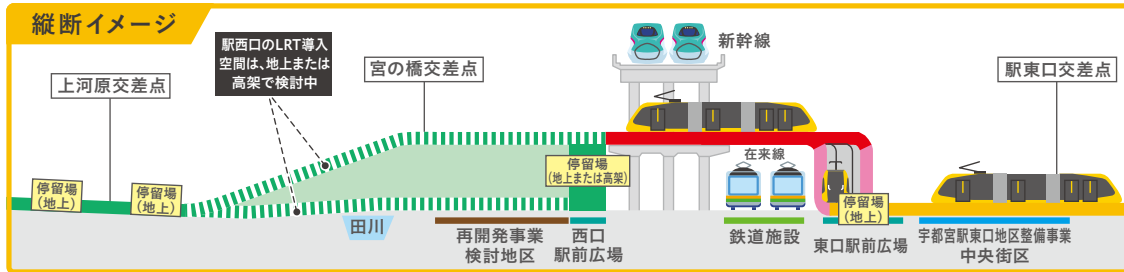 縦断イメージ
駅西口のLRT導入
空間は、地上または
高架で検討中
新幹線
上河原交差点
宮の橋交差点
駅東口交差点
在来線
停留場
(地上または高架)
停留場
(地上)
停留場
(地上)
停留場
(地上)
田川
再開発事業
検討地区
西口
駅前広場
鉄道施設
東口駅前広場
宇都宮駅東口地区整備事業
中央街区